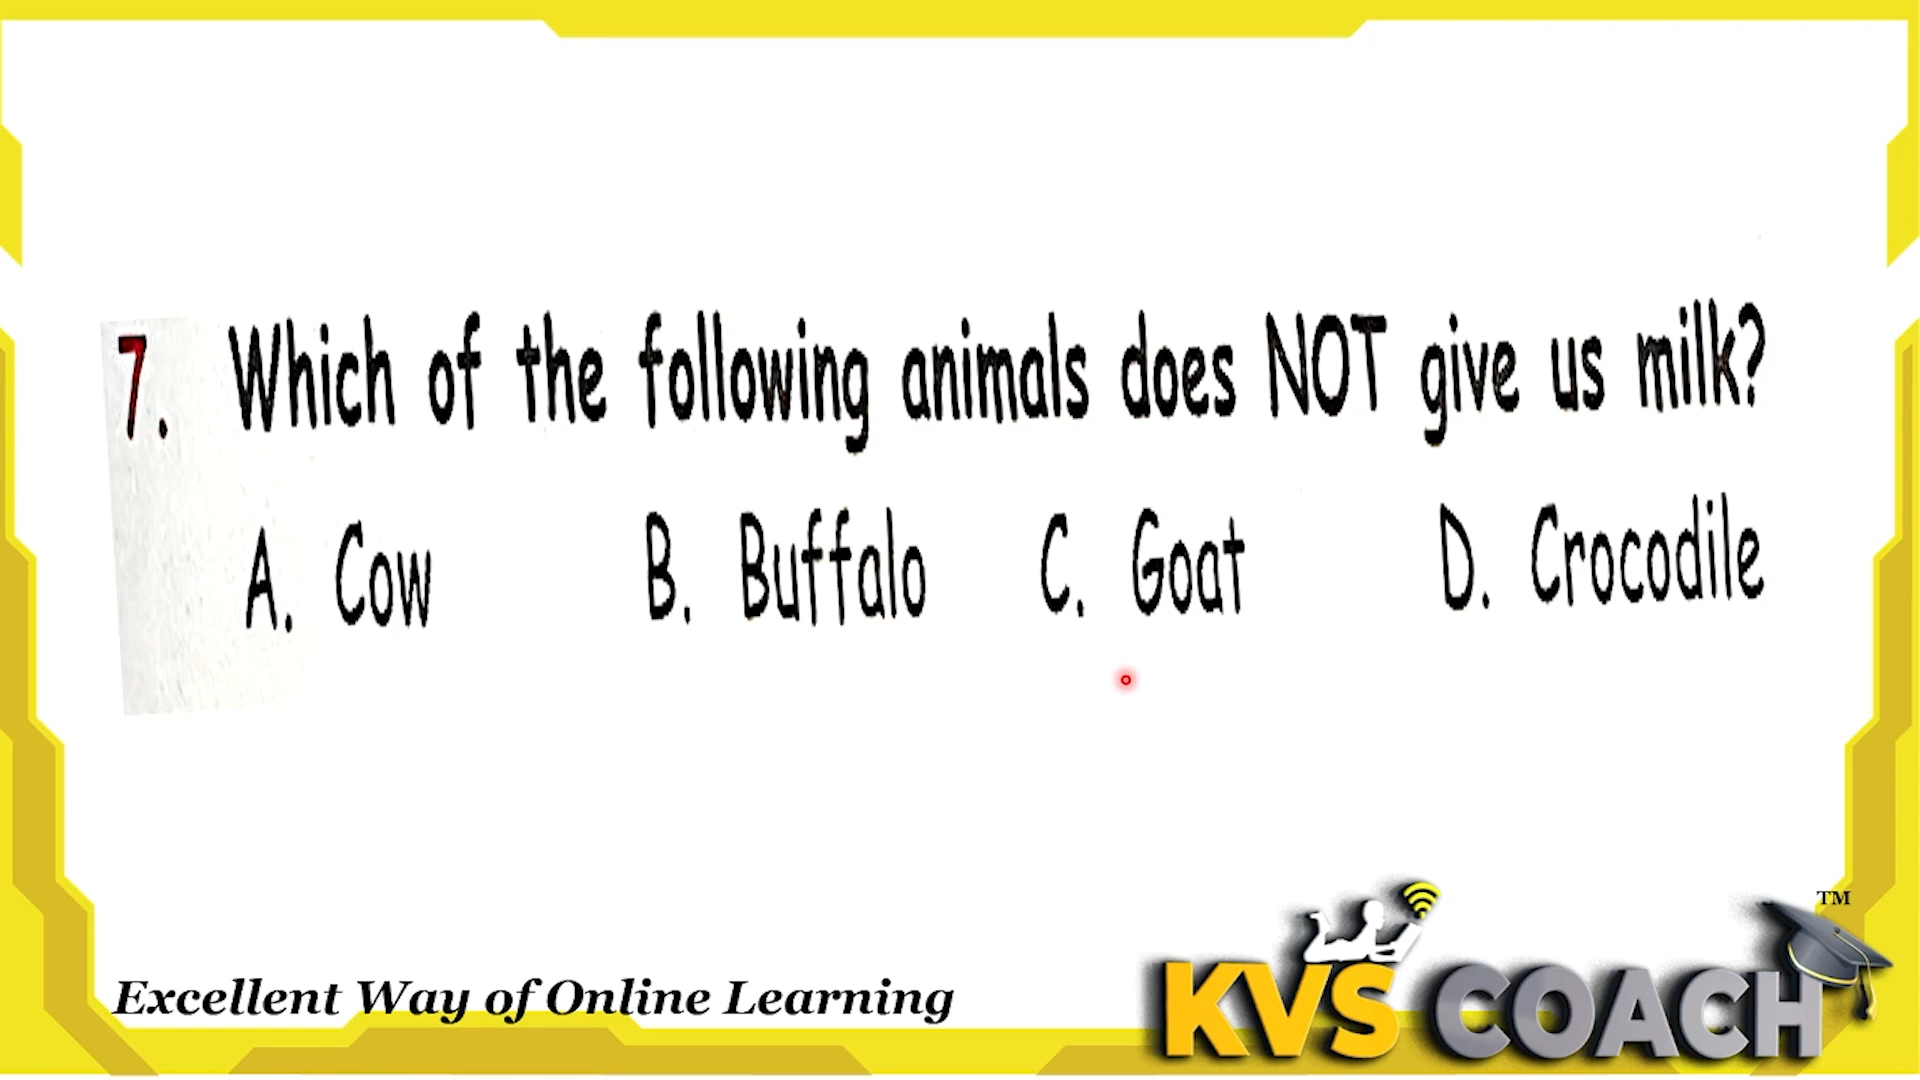 7. Which of the following animals does NOT give us milk?
A. Cow B. Buffalo C. Goat D. Crocodile
TM
Excellent Way of Online Learning
KVS COACH